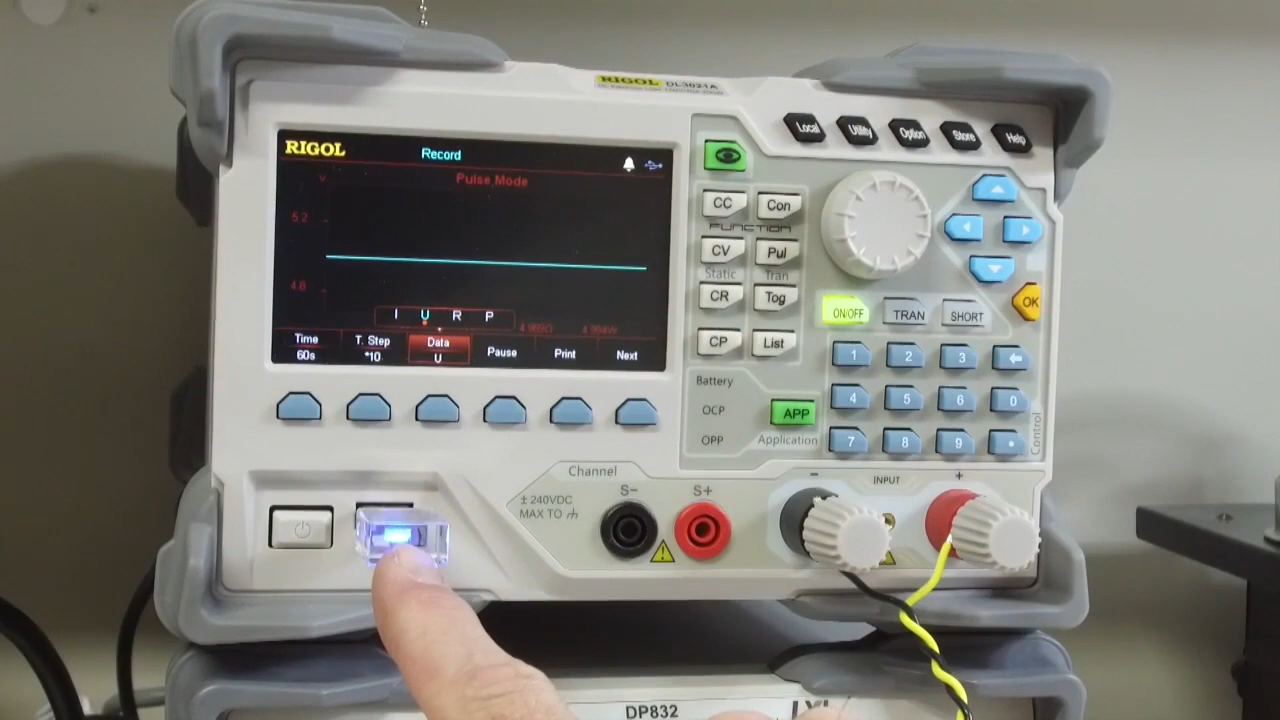 RIGOL DL3021A
RIGOL
Record
Pulse Mode
V
5.2
4.8
I U R P
4.994W
Time
60s
T. Step
*10
Data
U
Pause
Print
Next
Local
Utility
Option
Store
Help
CC
Con
FUNCTION
CV
Pul
Static
Tran
CR
Tog
CP
List
OK
ON/OFF
TRAN
SHORT
1
2
3
4
5
6
0
7
8
9
Control
Battery
OCP
OPP
APP
Application
Channel
S-
S+
± 240VDC
MAX TO
-
INPUT
+
DP832